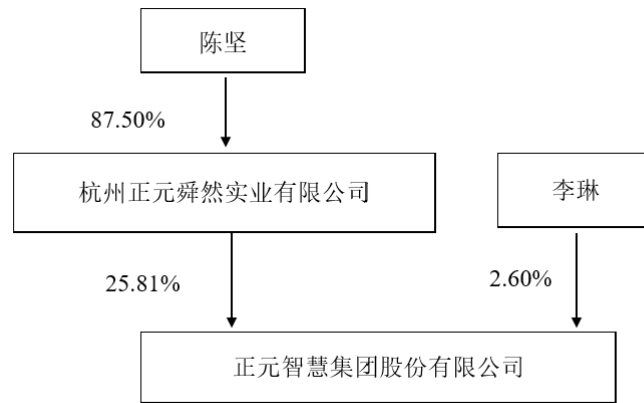 陈坚
87.50%
杭州正元舜然实业有限公司
李琳
25.81%
2.60%
正元智慧集团股份有限公司